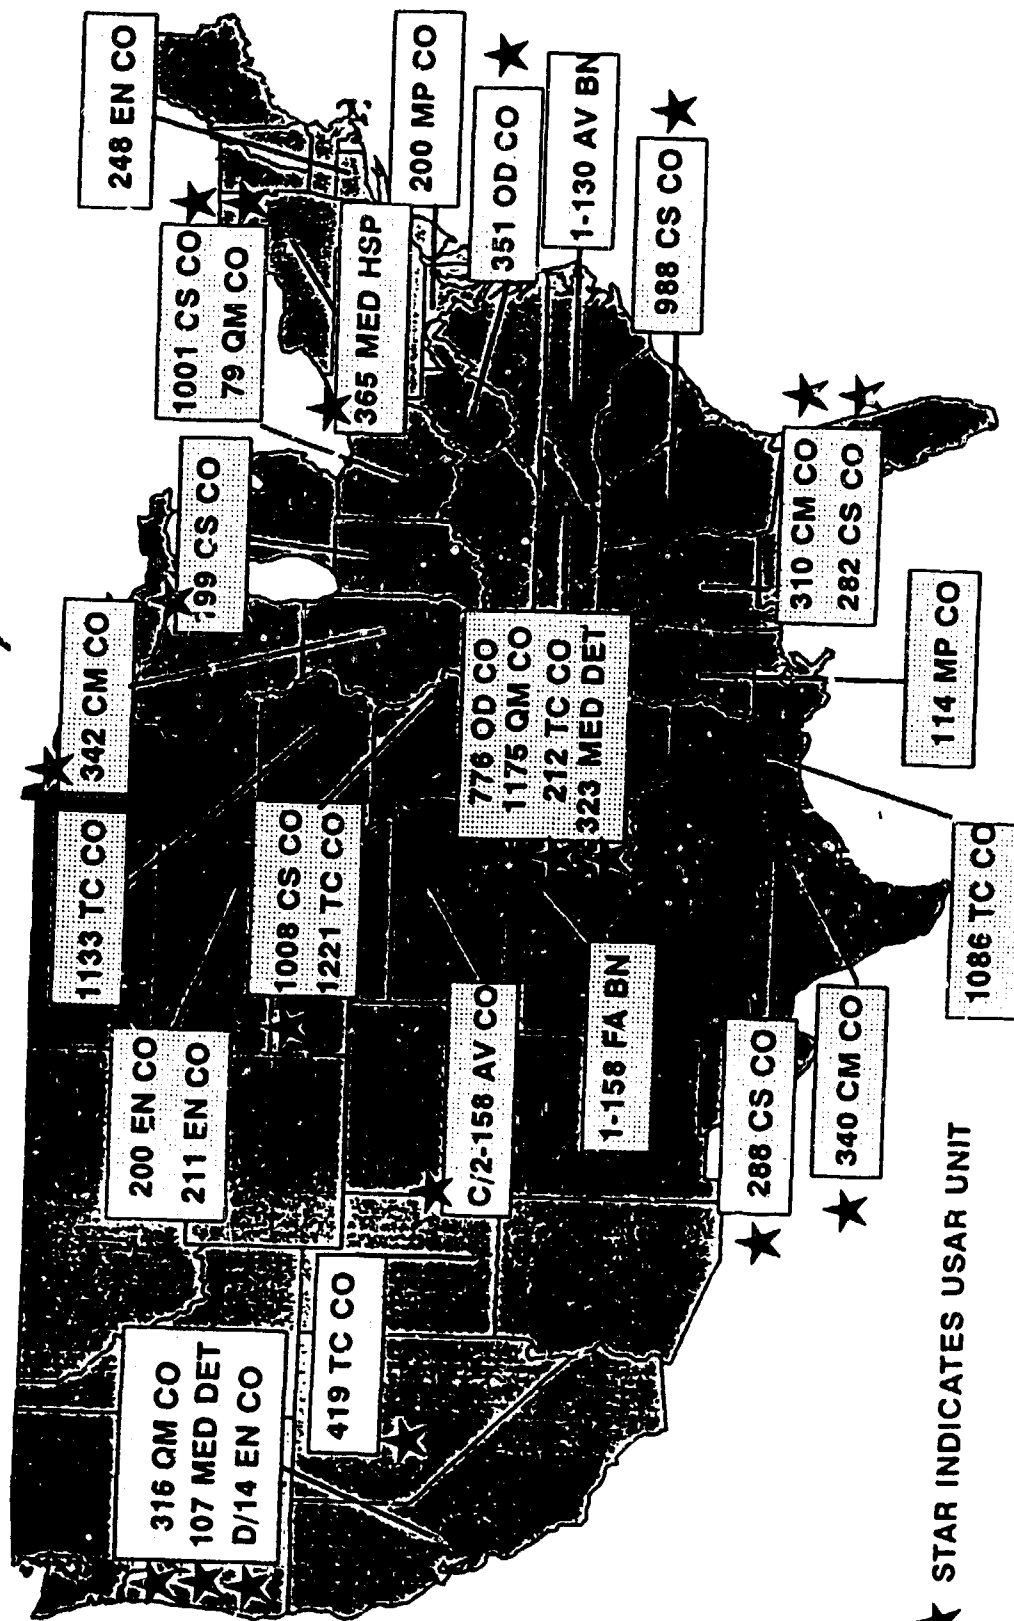 1133 TC CO
342 CM CO
248 EN CO
200 EN CO
211 EN CO
316 QM CO
107 MED DET
D/14 EN CO
199 CS CO
1001 CS CO
79 QM CO
1008 CS CO
1221 TC CO
419 TC CO
365 MED HSP
200 MP CO
C/2-158 AV CO
776 OD CO
1175 QM CO
212 TC CO
323 MED DET
351 OD CO
1-130 AV BN
1-158 FA BN
988 CS CO
288 CS CO
310 CM CO
282 CS CO
340 CM CO
114 MP CO
1086 TC CO
STAR INDICATES USAR UNIT